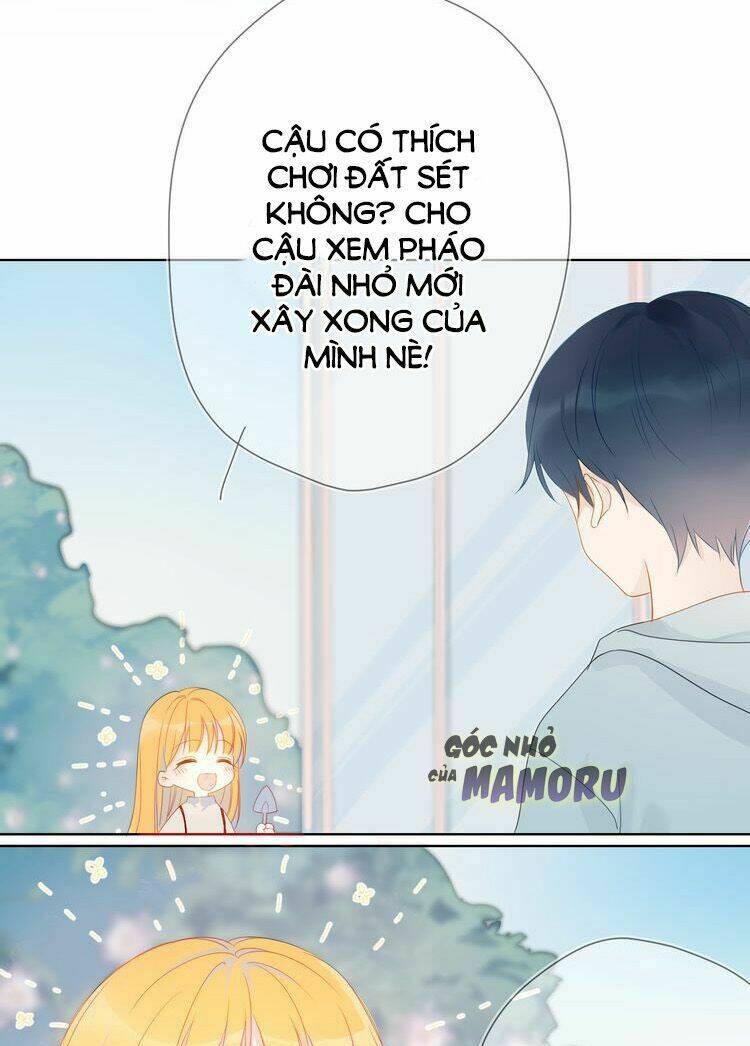 CẬU CÓ THÍCH
CHƠI ĐẤT SÉT
KHÔNG? CHO
CẬU XEM PHÁO
ĐÀI NHỎ MỚI
XÂY XONG CỦA
MÌNH NÈ!
GÓC NHỎ
CỦA MAMORU